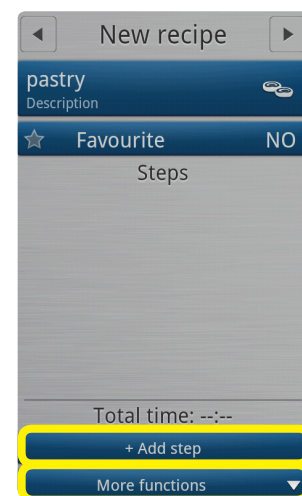 New recipe
pastry
Description
Favourite NO
Steps
Total time: --:--
+ Add step
More functions